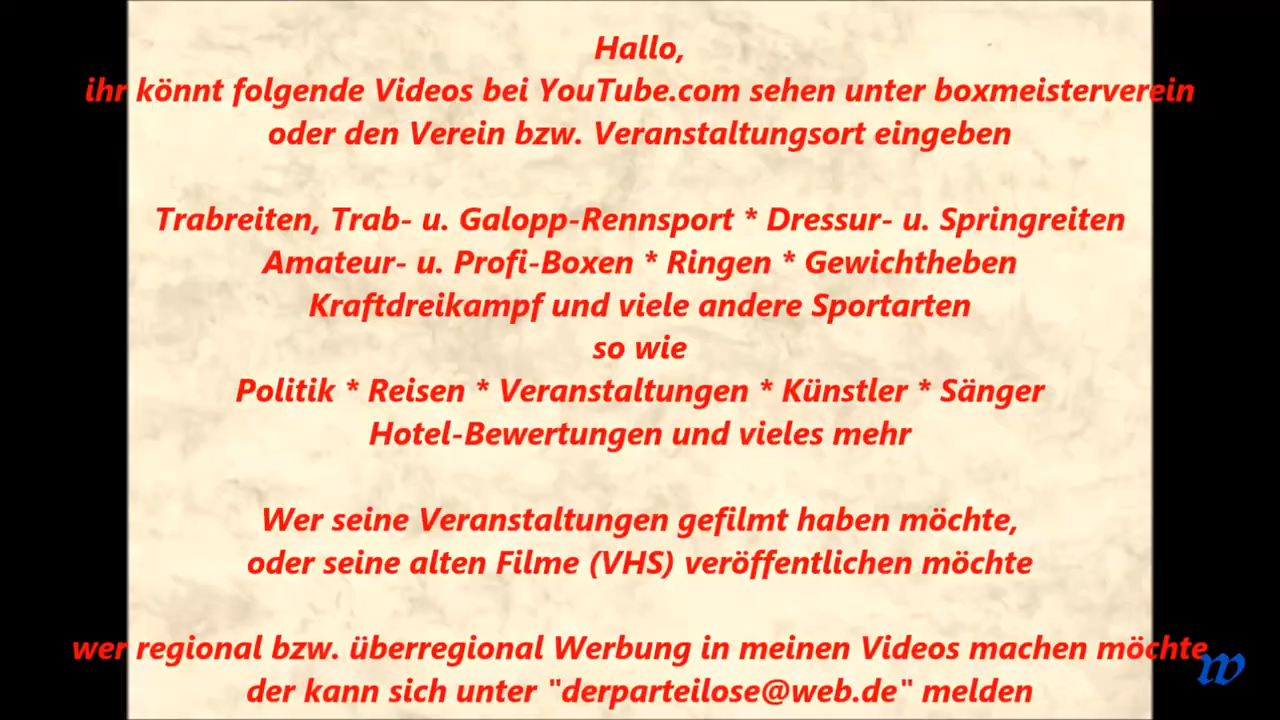 Hallo,
ihr könnt folgende Videos bei YouTube.com sehen unter boxmeisterverein
oder den Verein bzw. Veranstaltungsort eingeben
Trabreiten, Trab- u. Galopp-Rennsport * Dressur- u. Springreiten
Amateur- u. Profi-Boxen * Ringen * Gewichtheben
Kraftdreikampf und viele andere Sportarten
so wie
Politik * Reisen * Veranstaltungen * Künstler * Sänger
Hotel-Bewertungen und vieles mehr
Wer seine Veranstaltungen gefilmt haben möchte,
oder seine alten Filme (VHS) veröffentlichen möchte
wer regional bzw. überregional Werbung in meinen Videos machen möchte
der kann sich unter "derparteilose@web.de" melden
w